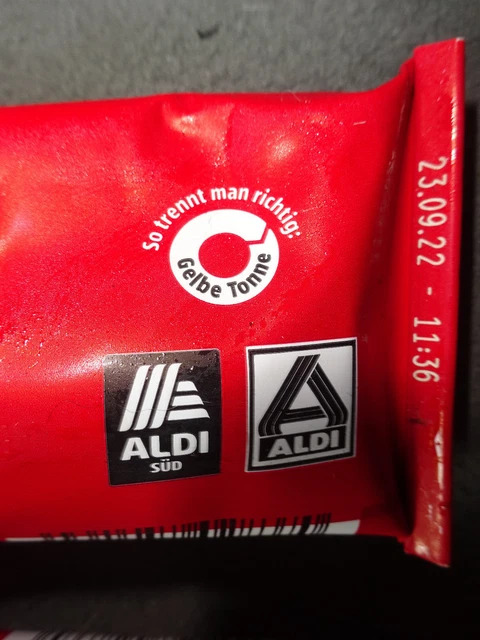 So trennt man richtig:
Gelbe Tonne
ALDI
SÜD
ALDI
23.09.22 - 11:36